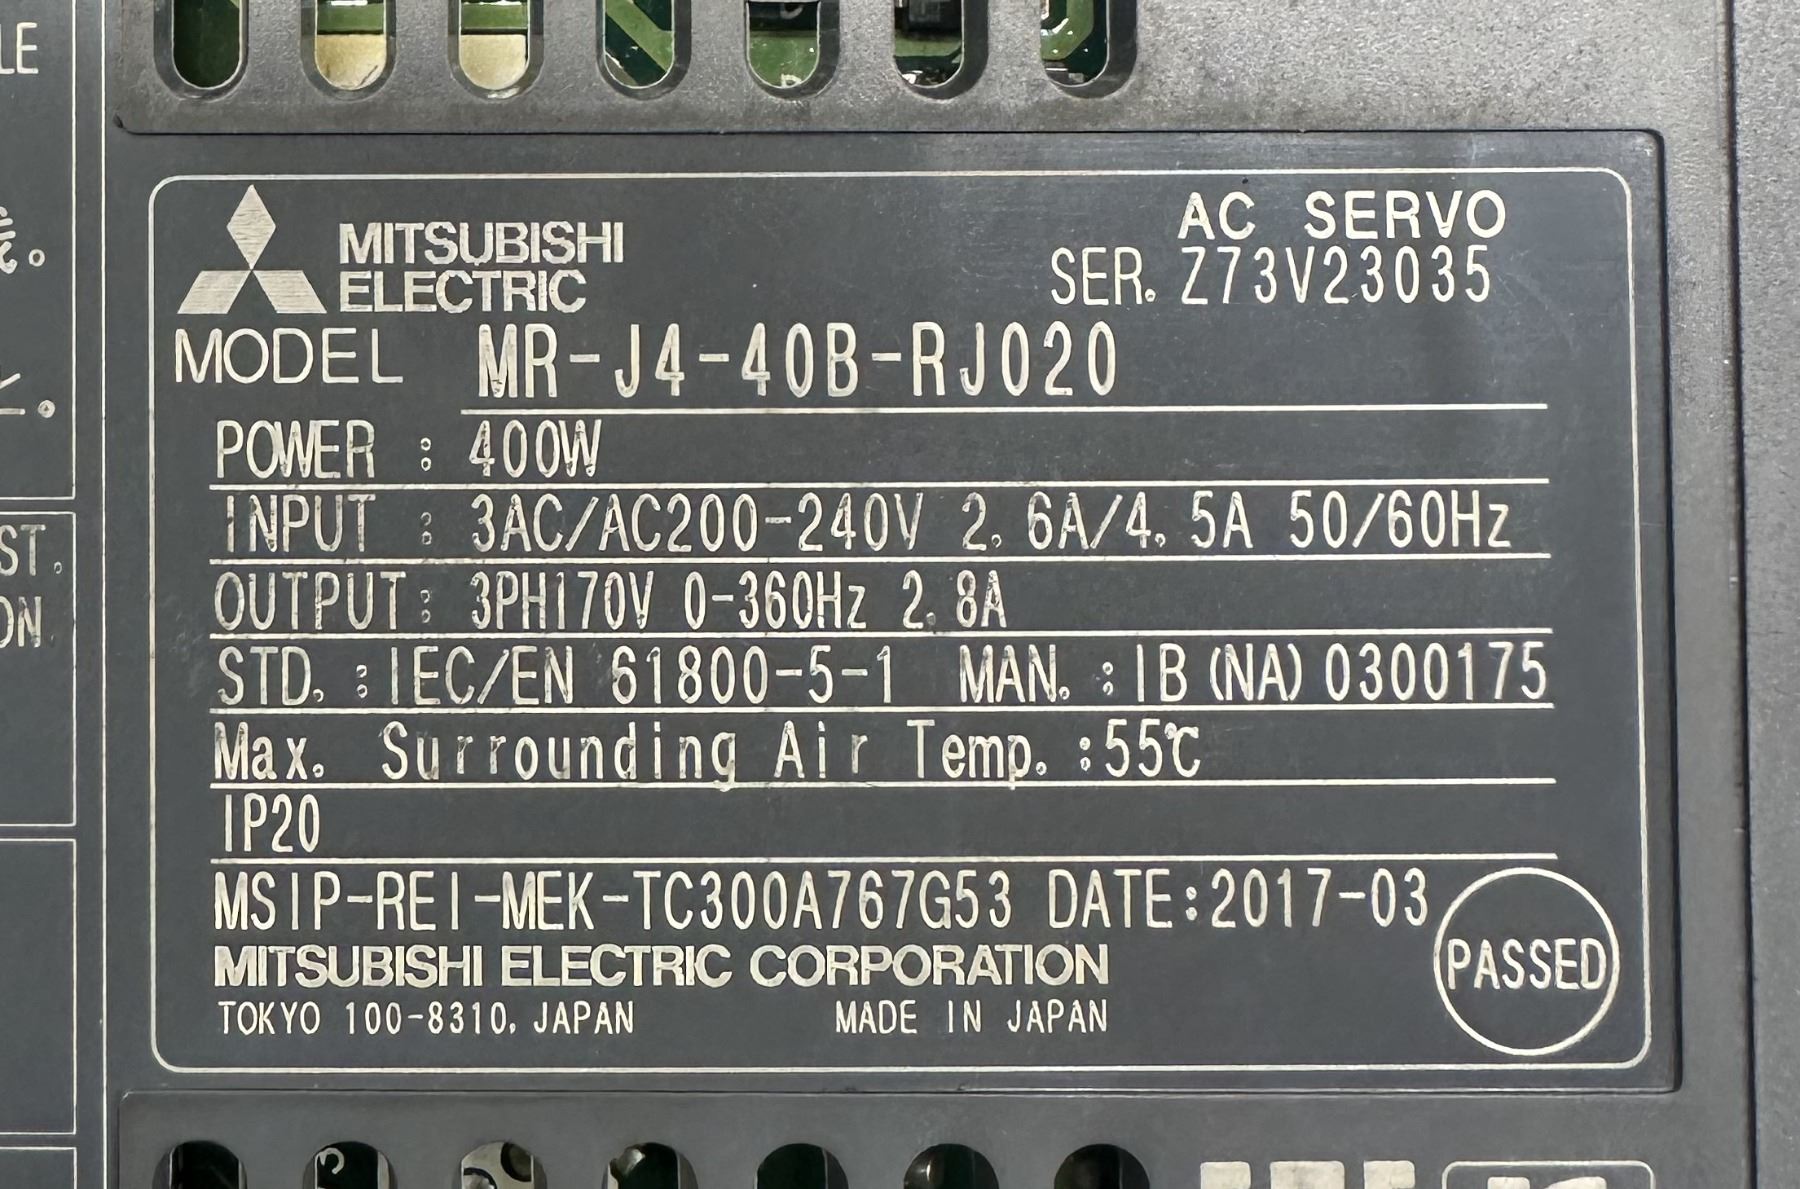 LE
ST.
ON
MITSUBISHI
ELECTRIC
AC SERVO
SER. Z73V23035
MODEL MR-J4-40B-RJ020
POWER : 400W
INPUT : 3AC/AC200-240V 2.6A/4.5A 50/60Hz
OUTPUT: 3PH170V 0-360Hz 2.8A
STD. : IEC/EN 61800-5-1 MAN. : IB(NA)0300175
Max. Surrounding Air Temp. :55℃
IP20
MSIP-REI-MEK-TC300A767G53 DATE:2017-03
PASSED
MITSUBISHI ELECTRIC CORPORATION
TOKYO 100-8310, JAPAN MADE IN JAPAN